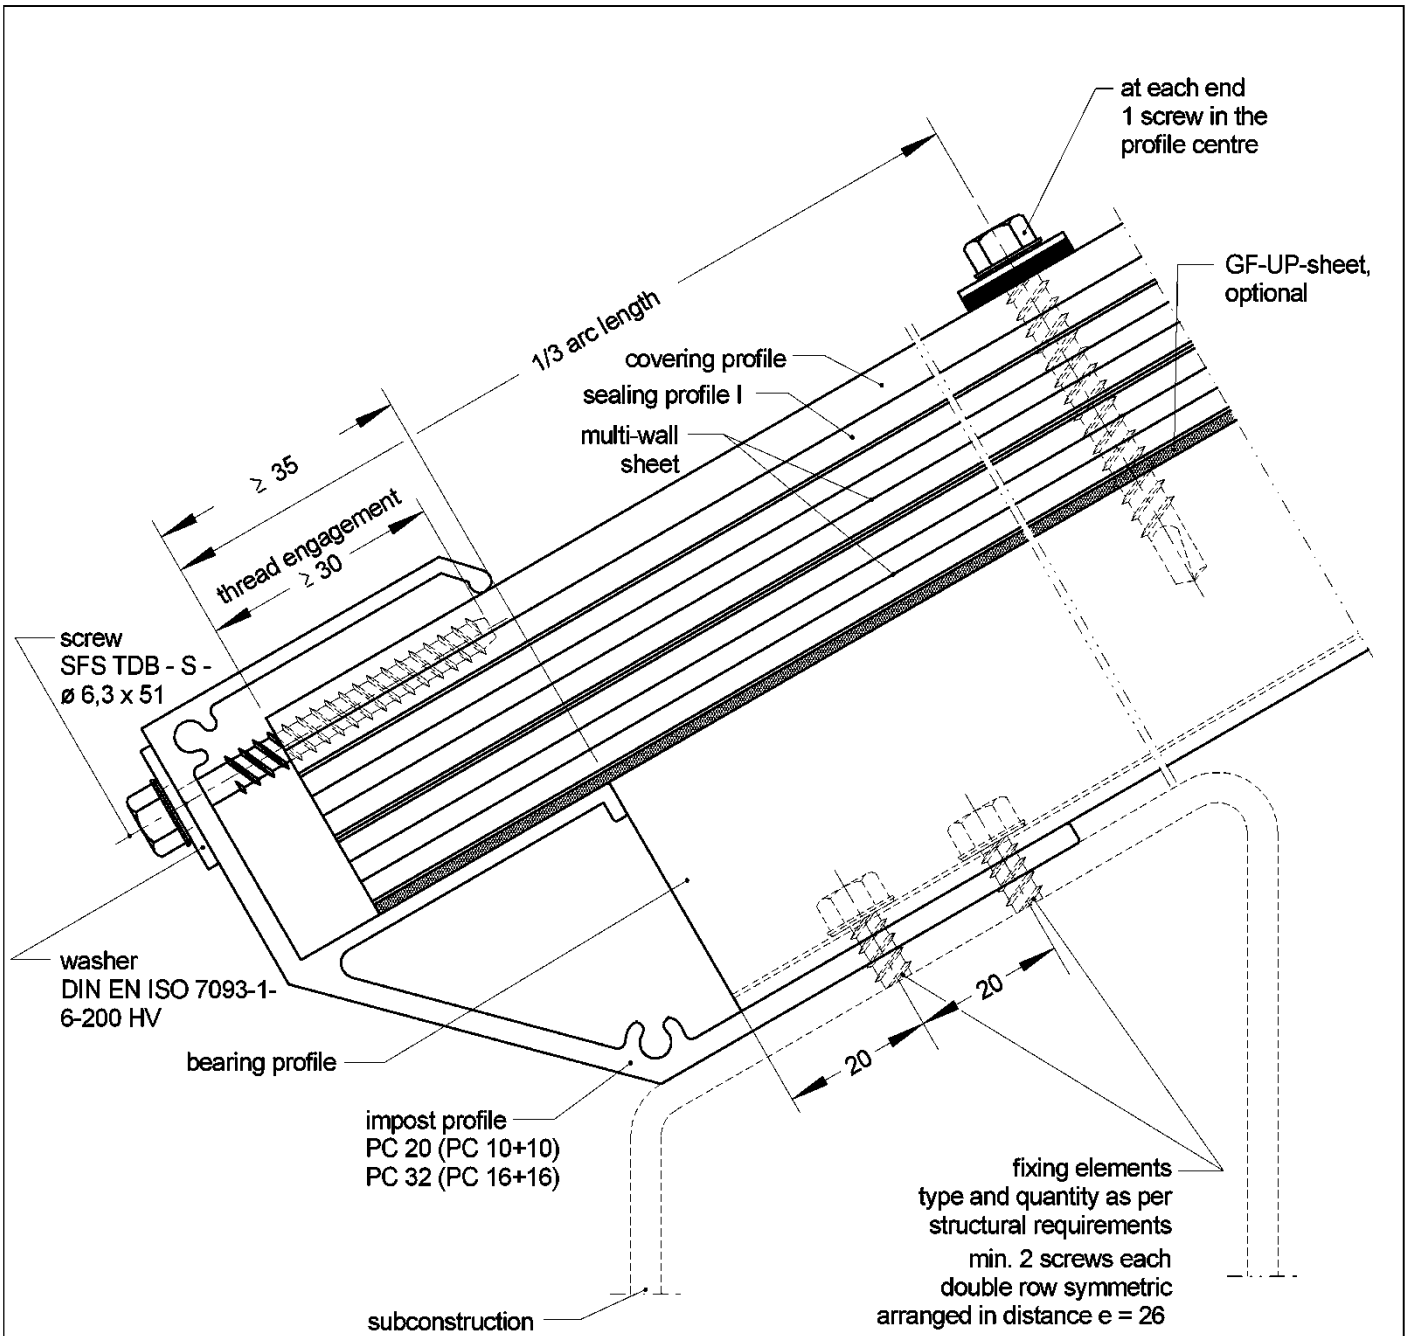 at each end
1 screw in the
profile centre
GF-UP-sheet,
optional
1/3 arc length
covering profile
sealing profile I
multi-wall
sheet
≥ 35
thread engagement
≥ 30
screw
SFS TDB - S -
ø 6,3 x 51
washer
DIN EN ISO 7093-1-
6-200 HV
bearing profile
20
20
impost profile
PC 20 (PC 10+10)
PC 32 (PC 16+16)
fixing elements
type and quantity as per
structural requirements
min. 2 screws each
double row symmetric
arranged in distance e = 26
subconstruction